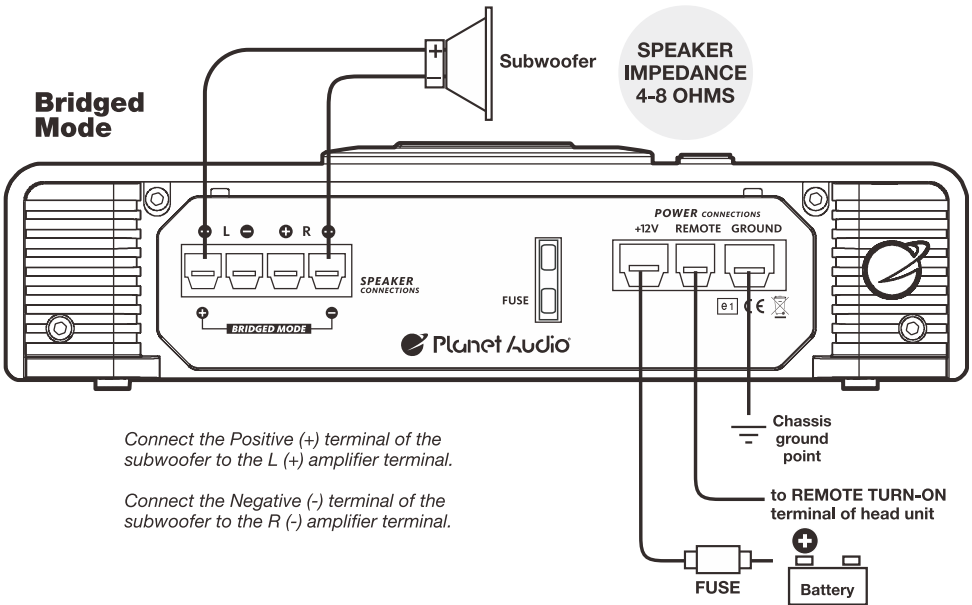 Subwoofer
SPEAKER
IMPEDANCE
4-8 OHMS
Bridged
Mode
+
−
+ L − + R −
SPEAKER
CONNECTIONS
+ BRIDGED MODE −
FUSE
POWER CONNECTIONS
+12V REMOTE GROUND
e1 CE
Planet Audio
Connect the Positive (+) terminal of the
subwoofer to the L (+) amplifier terminal.
Connect the Negative (-) terminal of the
subwoofer to the R (-) amplifier terminal.
Chassis
ground
point
to REMOTE TURN-ON
terminal of head unit
+
FUSE
Battery